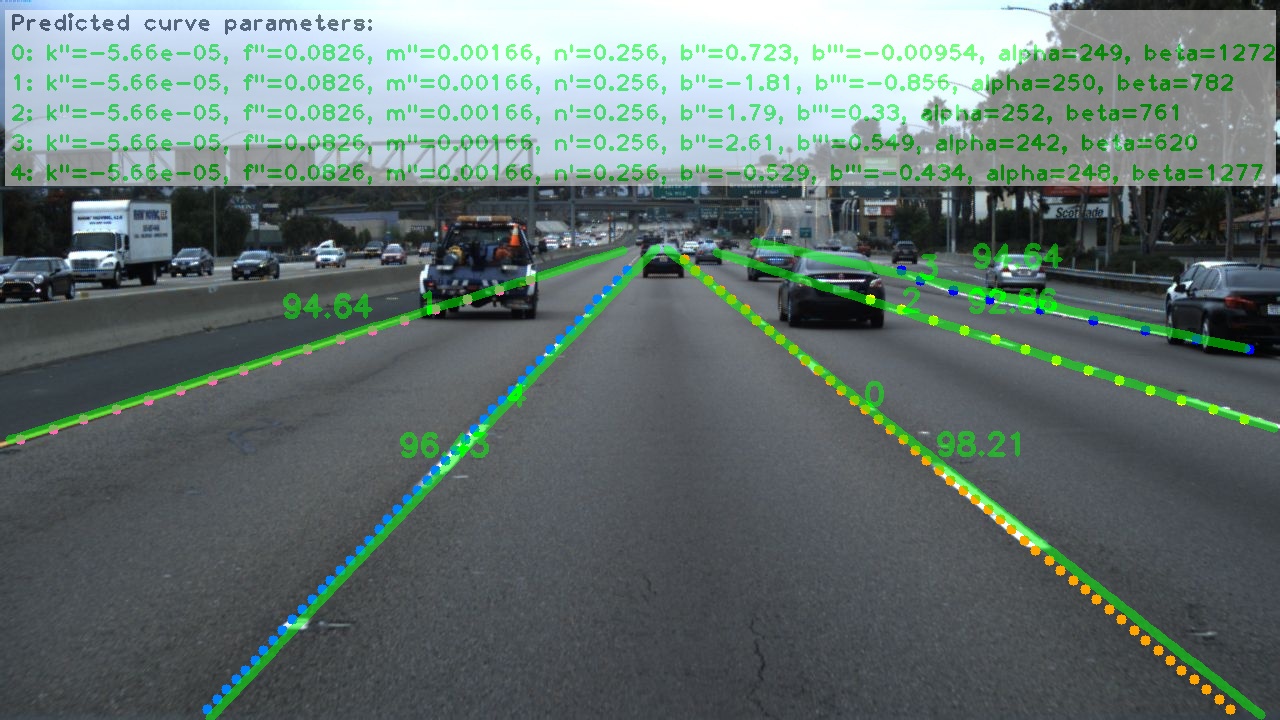 Predicted curve parameters:
0: k''=-5.66e-05, f''=0.0826, m''=0.00166, n'=0.256, b''=0.723, b'''=-0.00954, alpha=249, beta=1272
1: k''=-5.66e-05, f''=0.0826, m''=0.00166, n'=0.256, b''=-1.81, b'''=-0.856, alpha=250, beta=782
2: k''=-5.66e-05, f''=0.0826, m''=0.00166, n'=0.256, b''=1.79, b'''=0.33, alpha=252, beta=761
3: k''=-5.66e-05, f''=0.0826, m''=0.00166, n'=0.256, b''=2.61, b'''=0.549, alpha=242, beta=620
4: k''=-5.66e-05, f''=0.0826, m''=0.00166, n'=0.256, b''=-0.529, b'''=-0.434, alpha=248, beta=1277
Scottrade
3
94.64
94.64
1
2
92.86
4
0
98.21